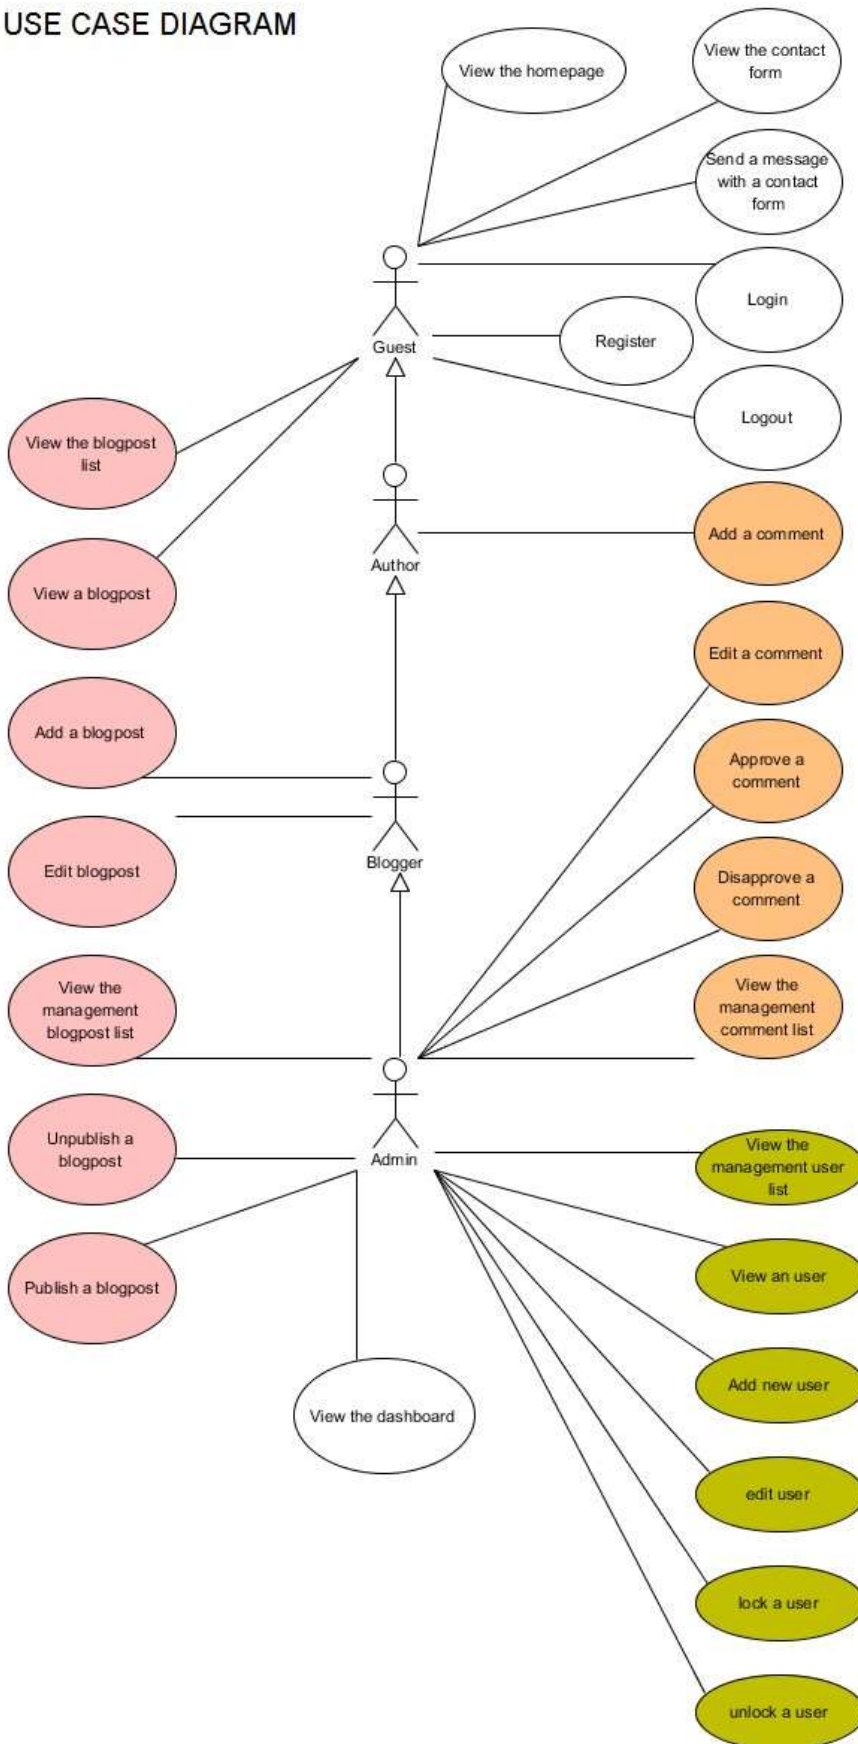 USE CASE DIAGRAM
View the homepage
View the contact
form
Send a message
with a contact
form
Login
Register
Guest
Logout
View the blogpost
list
Add a comment
Author
View a blogpost
Edit a comment
Add a blogpost
Approve a
comment
Blogger
Edit blogpost
Disapprove a
comment
View the
management
blogpost list
View the
management
comment list
Unpublish a
blogpost
Admin
View the
management user
list
View an user
Publish a blogpost
Add new user
View the dashboard
edit user
lock a user
unlock a user